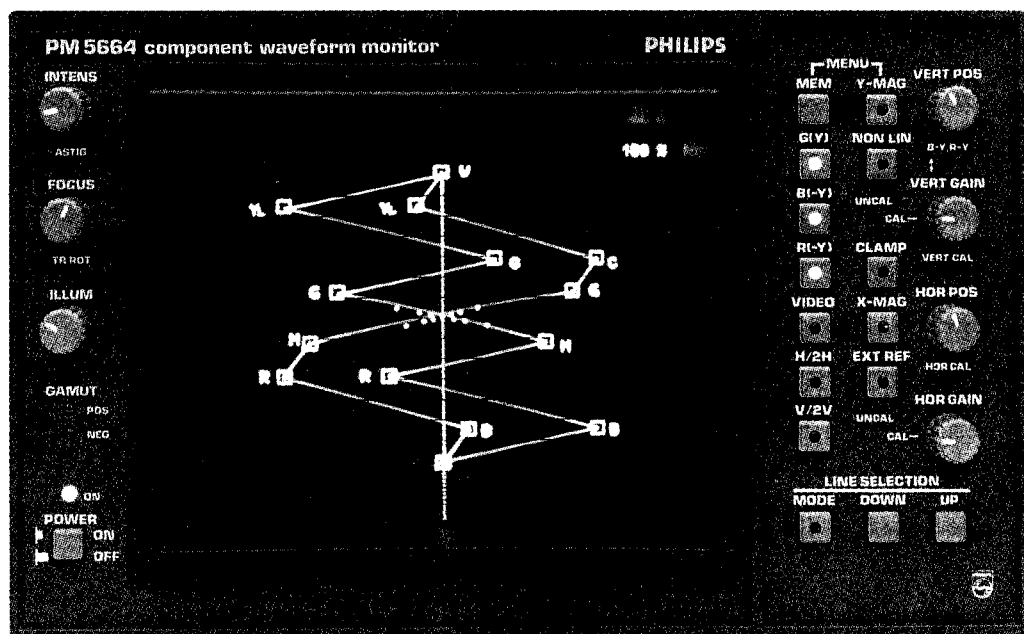 PM 5664 component waveform monitor
PHILIPS
INTENS
ASTIG
FOCUS
TR ROT
ILLUM
GAMUT
POS
NEG
ON
POWER
ON
OFF
100 %
W
YL
YL
G
C
G
G
M
M
R
R
B
B
MENU
MEM
Y-MAG
G(Y)
NON LIN
B(-Y)
R(-Y)
CLAMP
VIDEO
X-MAG
H/2H
EXT REF
V/2V
VERT POS
B-Y, R-Y
VERT GAIN
UNCAL
CAL
VERT CAL
HOR POS
HOR CAL
HOR GAIN
UNCAL
CAL
LINE SELECTION
MODE
DOWN
UP